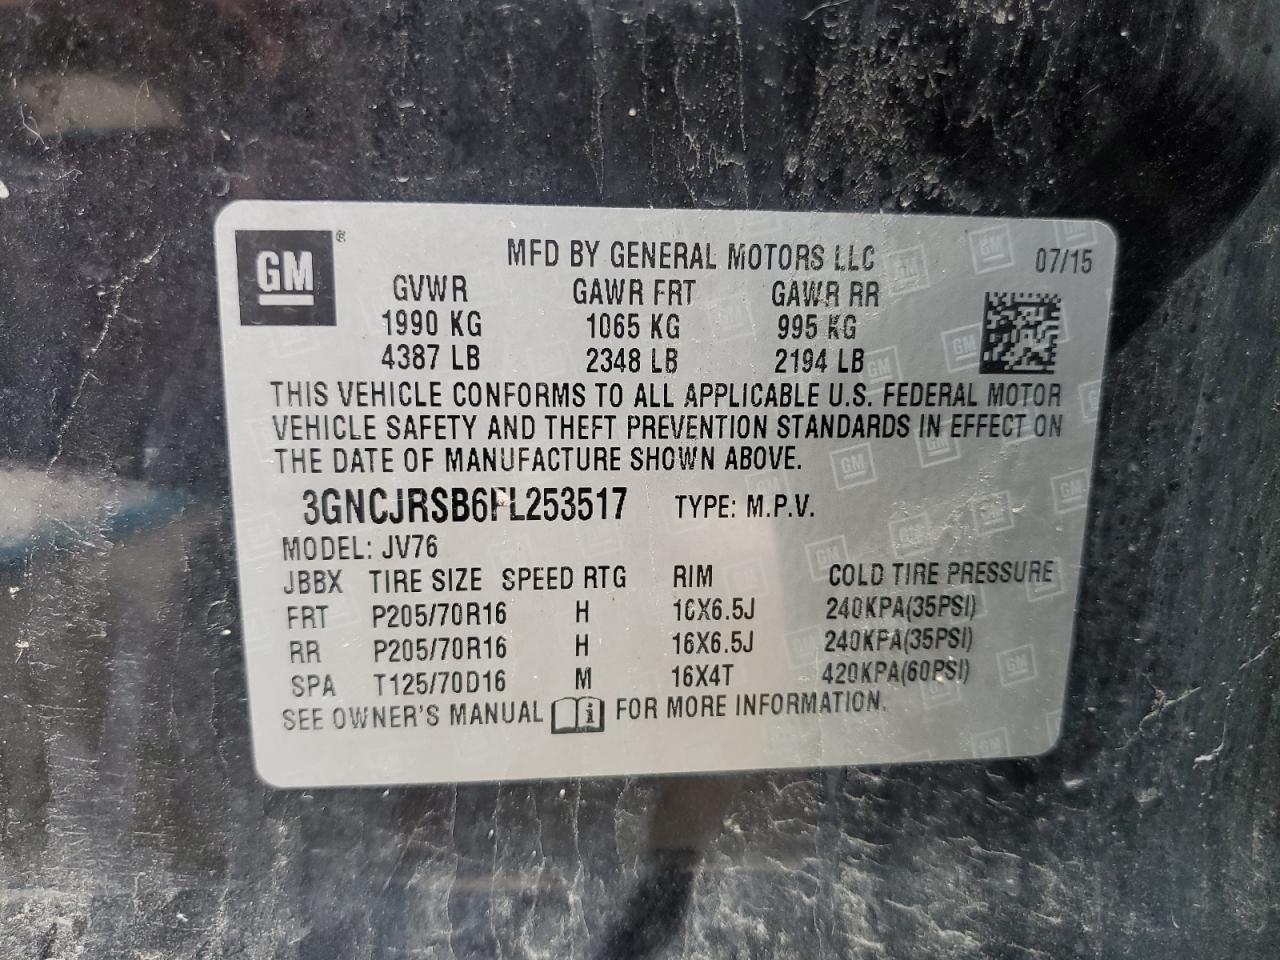 GM ®
MFD BY GENERAL MOTORS LLC 07/15
GVWR GAWR FRT GAWR RR
1990 KG 1065 KG 995 KG
4387 LB 2348 LB 2194 LB
THIS VEHICLE CONFORMS TO ALL APPLICABLE U.S. FEDERAL MOTOR
VEHICLE SAFETY AND THEFT PREVENTION STANDARDS IN EFFECT ON
THE DATE OF MANUFACTURE SHOWN ABOVE.
3GNCJRSB6FL253517 TYPE: M.P.V.
MODEL: JV76
JBBX TIRE SIZE SPEED RTG RIM COLD TIRE PRESSURE
FRT P205/70R16 H 16X6.5J 240KPA(35PSI)
RR P205/70R16 H 16X6.5J 240KPA(35PSI)
SPA T125/70D16 M 16X4T 420KPA(60PSI)
SEE OWNER'S MANUAL i FOR MORE INFORMATION.